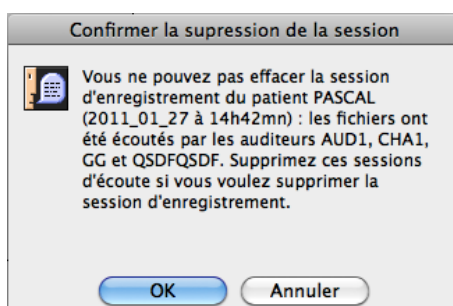 Confirmer la supression de la session
Vous ne pouvez pas effacer la session
d'enregistrement du patient PASCAL
(2011_01_27 à 14h42mn) : les fichiers ont
été écoutés par les auditeurs AUD1, CHA1,
GG et QSDFQSDF. Supprimez ces sessions
d'écoute si vous voulez supprimer la
session d'enregistrement.
OK
Annuler